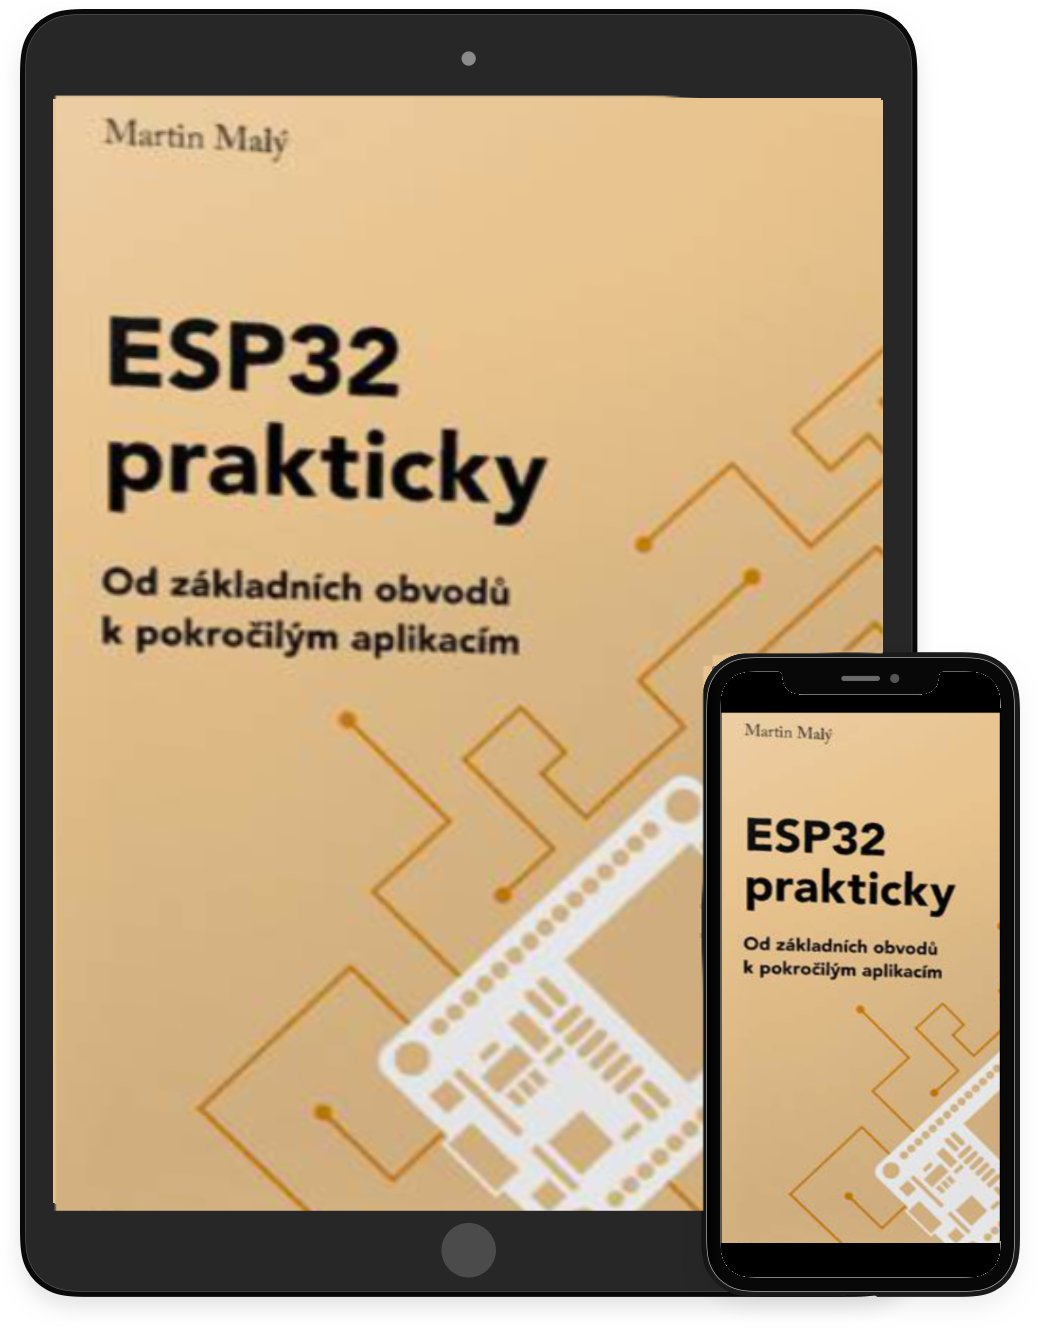 Martin Malý
ESP32
prakticky
Od základních obvodů
k pokročilým aplikacím
Martin Malý
ESP32
prakticky
Od základních obvodů
k pokročilým aplikacím